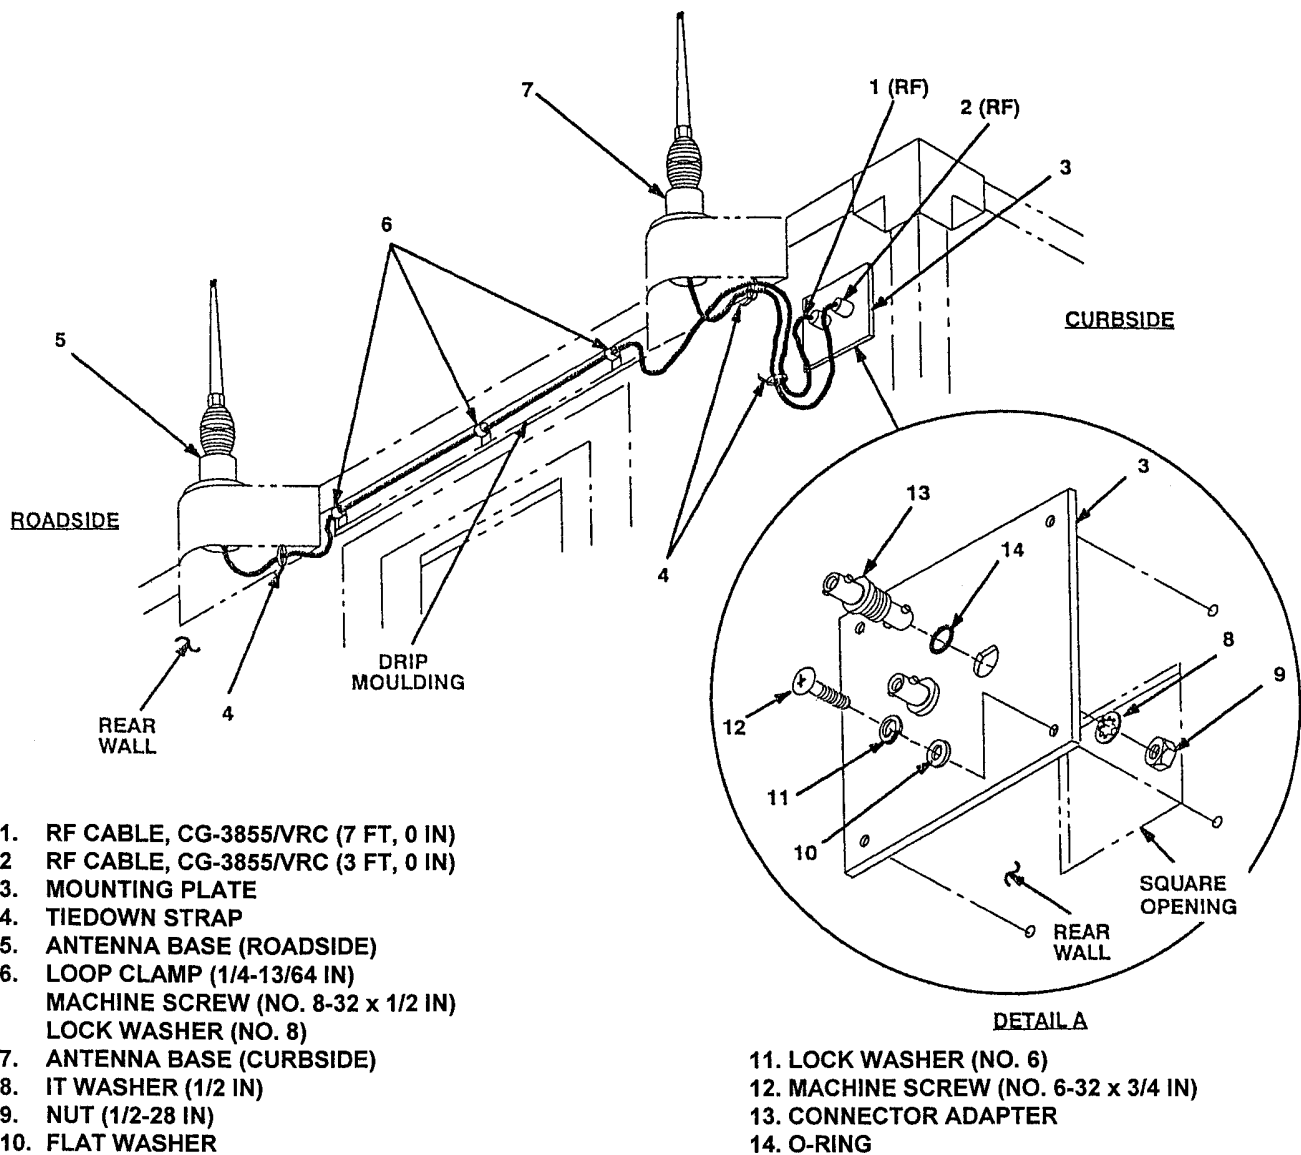 1 (RF)
7
2 (RF)
3
6
CURBSIDE
5
3
13
ROADSIDE
14
4
8
DRIP
MOULDING
9
4
12
REAR
WALL
11
10
SQUARE
OPENING
REAR
WALL
DETAIL A
1. RF CABLE, CG-3855/VRC (7 FT, 0 IN)
2 RF CABLE, CG-3855/VRC (3 FT, 0 IN)
3. MOUNTING PLATE
4. TIEDOWN STRAP
5. ANTENNA BASE (ROADSIDE)
6. LOOP CLAMP (1/4-13/64 IN)
MACHINE SCREW (NO. 8-32 x 1/2 IN)
LOCK WASHER (NO. 8)
7. ANTENNA BASE (CURBSIDE)
8. IT WASHER (1/2 IN)
9. NUT (1/2-28 IN)
10. FLAT WASHER
11. LOCK WASHER (NO. 6)
12. MACHINE SCREW (NO. 6-32 x 3/4 IN)
13. CONNECTOR ADAPTER
14. O-RING